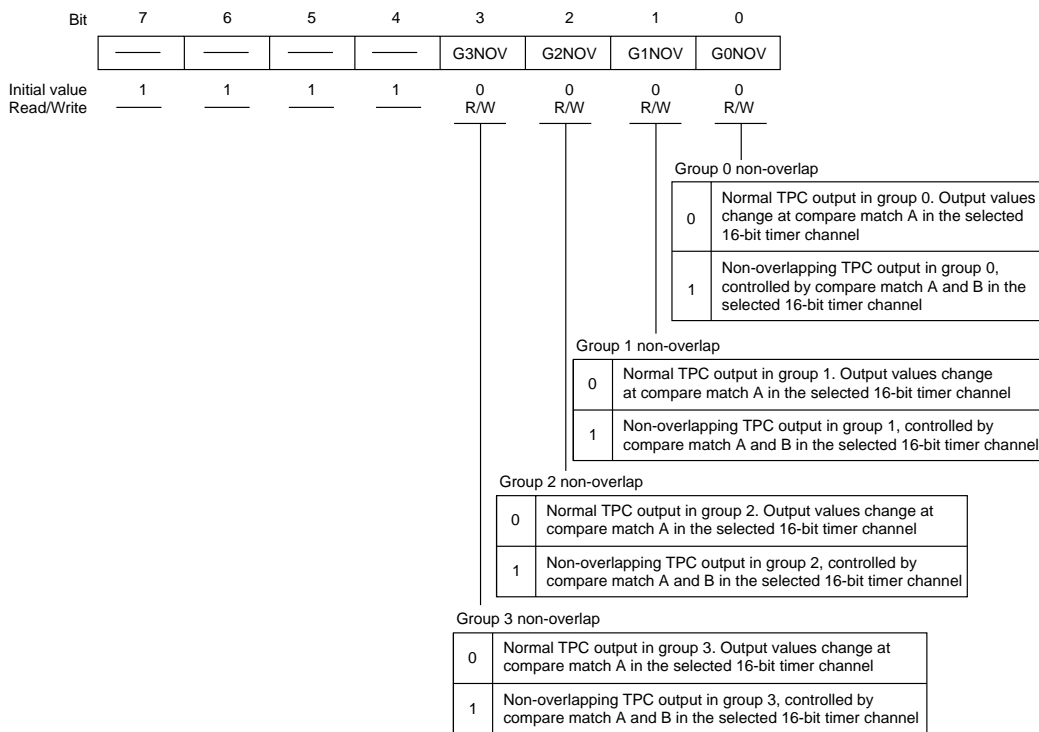 Bit 7 6 5 4 3 2 1 0
— — — — G3NOV G2NOV G1NOV G0NOV
Initial value 1 1 1 1 0 0 0 0
Read/Write — — — — R/W R/W R/W R/W
Group 0 non-overlap
0 Normal TPC output in group 0. Output values
change at compare match A in the selected
16-bit timer channel
1 Non-overlapping TPC output in group 0,
controlled by compare match A and B in the
selected 16-bit timer channel
Group 1 non-overlap
0 Normal TPC output in group 1. Output values change
at compare match A in the selected 16-bit timer channel
1 Non-overlapping TPC output in group 1, controlled by
compare match A and B in the selected 16-bit timer channel
Group 2 non-overlap
0 Normal TPC output in group 2. Output values change at
compare match A in the selected 16-bit timer channel
1 Non-overlapping TPC output in group 2, controlled by
compare match A and B in the selected 16-bit timer channel
Group 3 non-overlap
0 Normal TPC output in group 3. Output values change at
compare match A in the selected 16-bit timer channel
1 Non-overlapping TPC output in group 3, controlled by
compare match A and B in the selected 16-bit timer channel